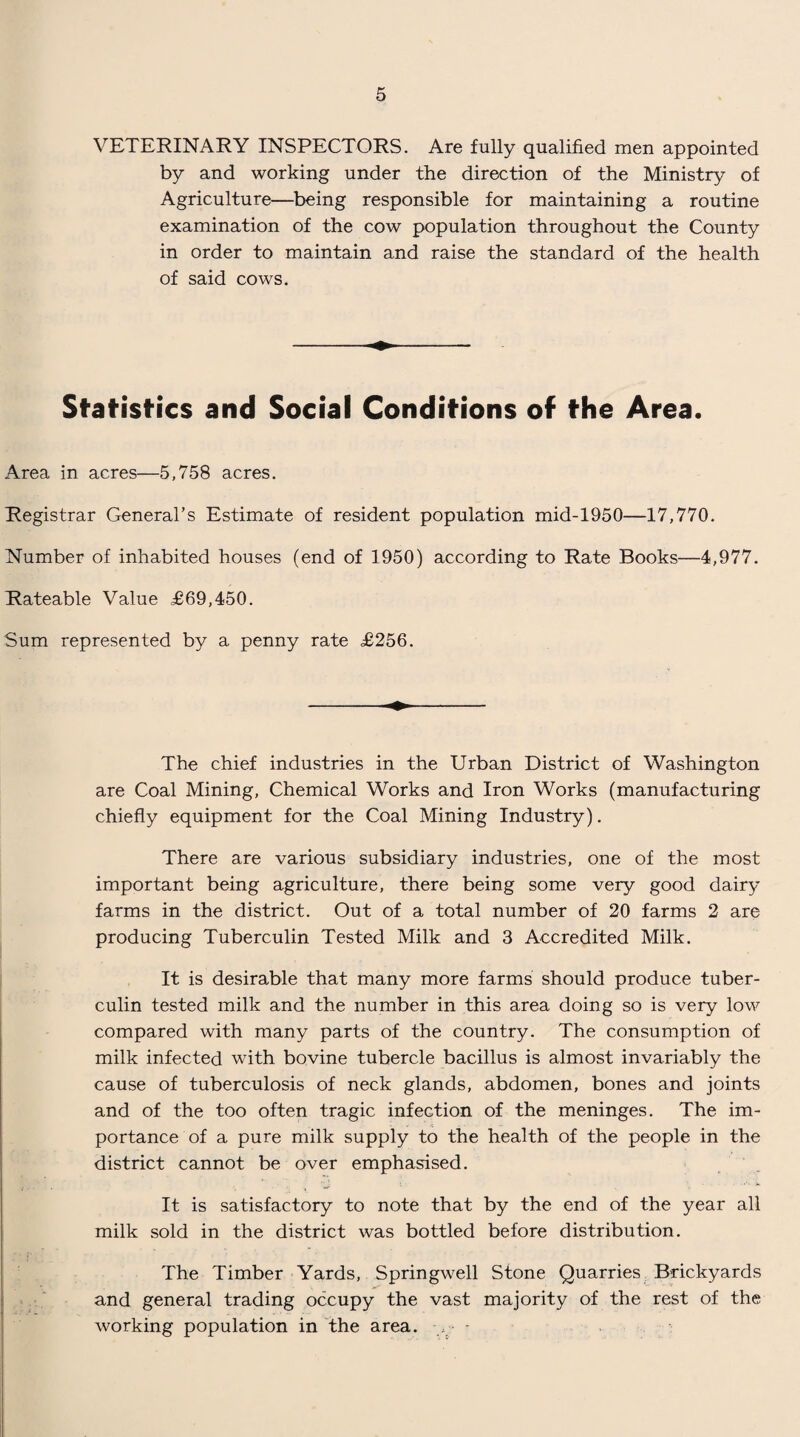 5
VETERINARY INSPECTORS. Are fully qualified men appointed
by and working under the direction of the Ministry of
Agriculture—being responsible for maintaining a routine
examination of the cow population throughout the County
in order to maintain and raise the standard of the health
of said cows.
Statistics and Social Conditions of the Area.
Area in acres—5,758 acres.
Registrar General's Estimate of resident population mid-1950—17,770.
Number of inhabited houses (end of 1950) according to Rate Books—4,977.
Rateable Value £69,450.
Sum represented by a penny rate £256.
The chief industries in the Urban District of Washington
are Coal Mining, Chemical Works and Iron Works (manufacturing
chiefly equipment for the Coal Mining Industry).
There are various subsidiary industries, one of the most
important being agriculture, there being some very good dairy
farms in the district. Out of a total number of 20 farms 2 are
producing Tuberculin Tested Milk and 3 Accredited Milk.
It is desirable that many more farms should produce tuber-
culin tested milk and the number in this area doing so is very low
compared with many parts of the country. The consumption of
milk infected with bovine tubercle bacillus is almost invariably the
cause of tuberculosis of neck glands, abdomen, bones and joints
and of the too often tragic infection of the meninges. The im-
portance of a pure milk supply to the health of the people in the
district cannot be over emphasised.
It is satisfactory to note that by the end of the year all
milk sold in the district was bottled before distribution.
The Timber Yards, Springwell Stone Quarries Brickyards
and general trading occupy the vast majority of the rest of the
working population in the area.